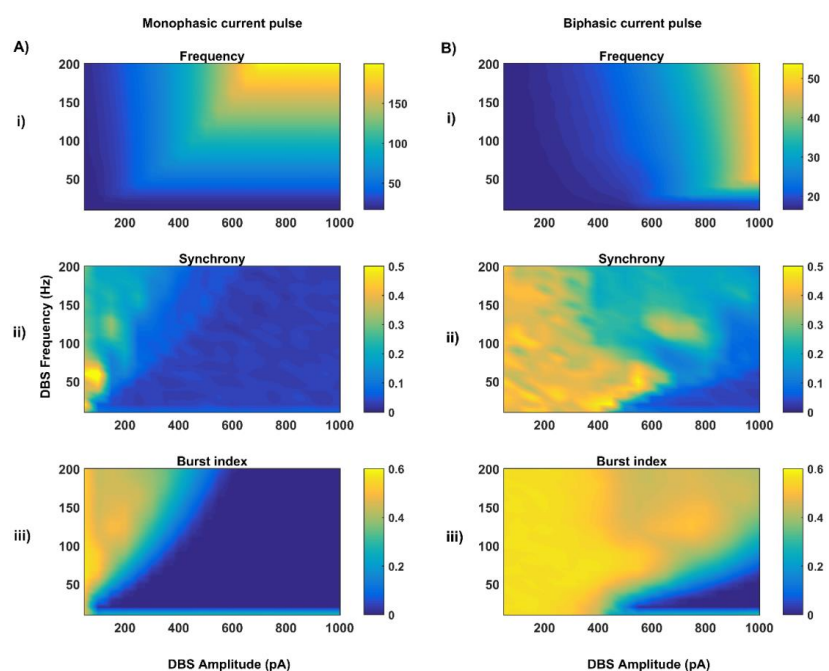 Monophasic current pulse
Biphasic current pulse
A)
Frequency
i)
200
150
100
50
200 400 600 800 1000
150
100
50
B)
Frequency
i)
200
150
100
50
200 400 600 800 1000
50
40
30
20
DBS Frequency (Hz)
Synchrony
ii)
200
150
100
50
200 400 600 800 1000
0.5
0.4
0.3
0.2
0.1
0
Synchrony
ii)
200
150
100
50
200 400 600 800 1000
0.5
0.4
0.3
0.2
0.1
0
Burst index
iii)
200
150
100
50
200 400 600 800 1000
0.6
0.4
0.2
0
Burst index
iii)
200
150
100
50
200 400 600 800 1000
0.6
0.4
0.2
0
DBS Amplitude (pA)
DBS Amplitude (pA)